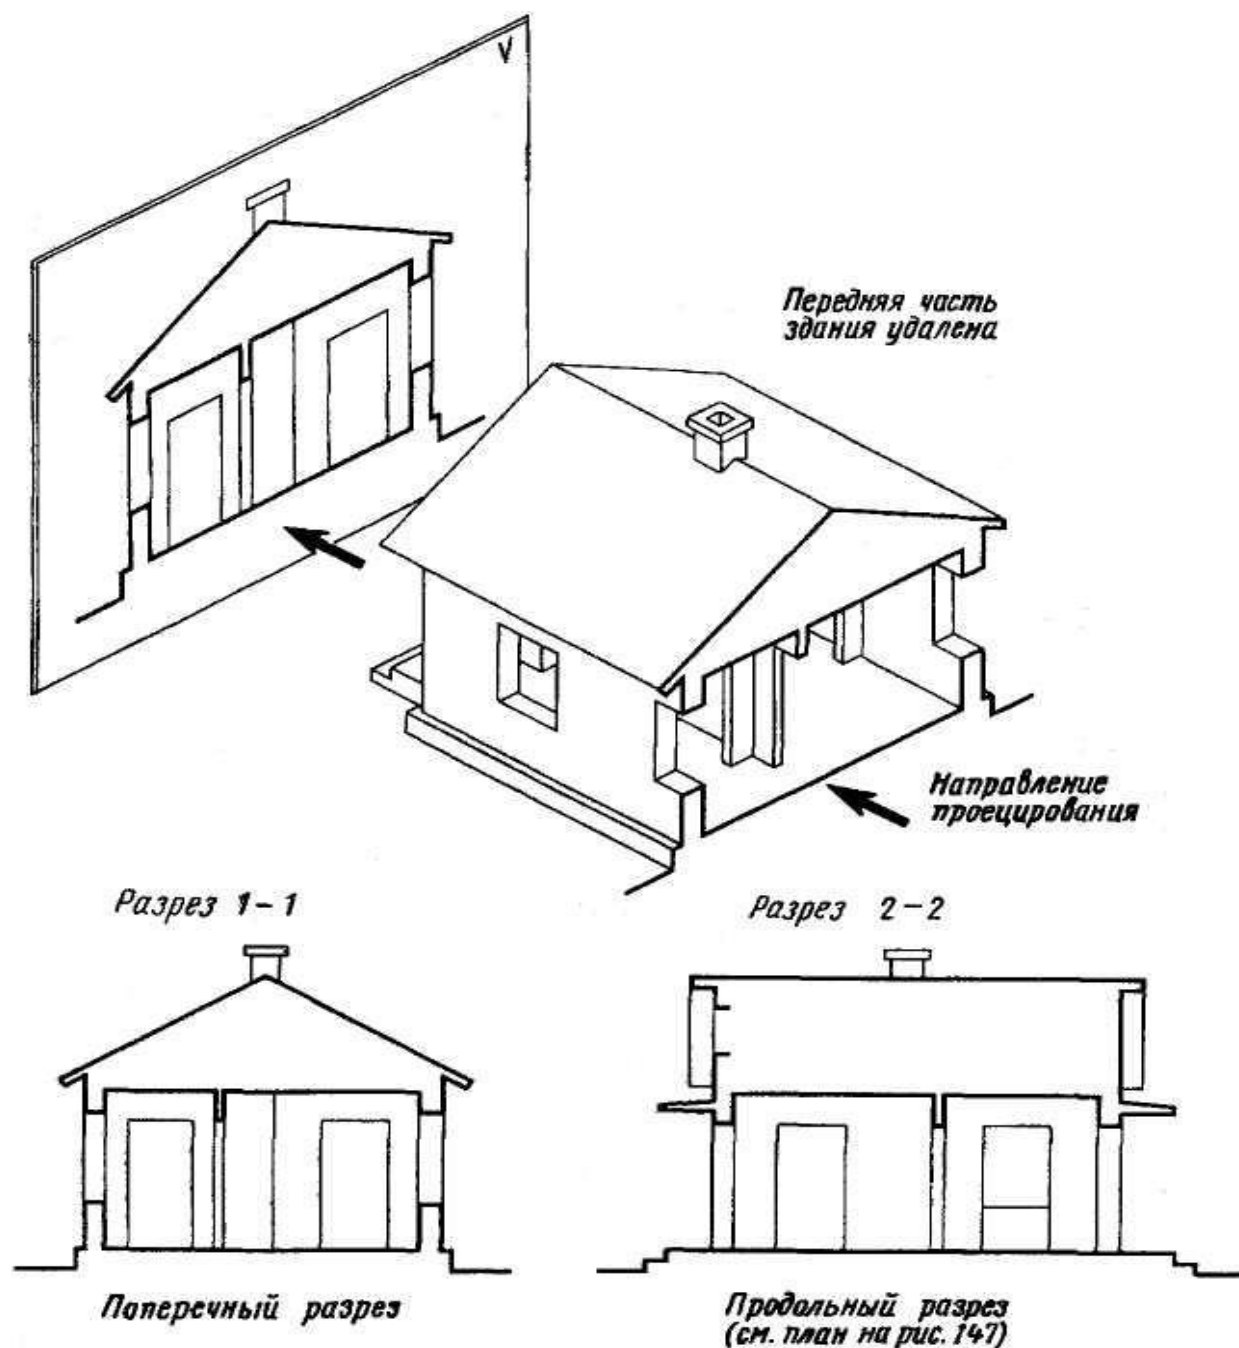 V
Передняя часть
здания удалена
Направление
проецирования
Разрез 1-1
Разрез 2-2
Поперечный разрез
Продольный разрез
(см. план на рис. 147)